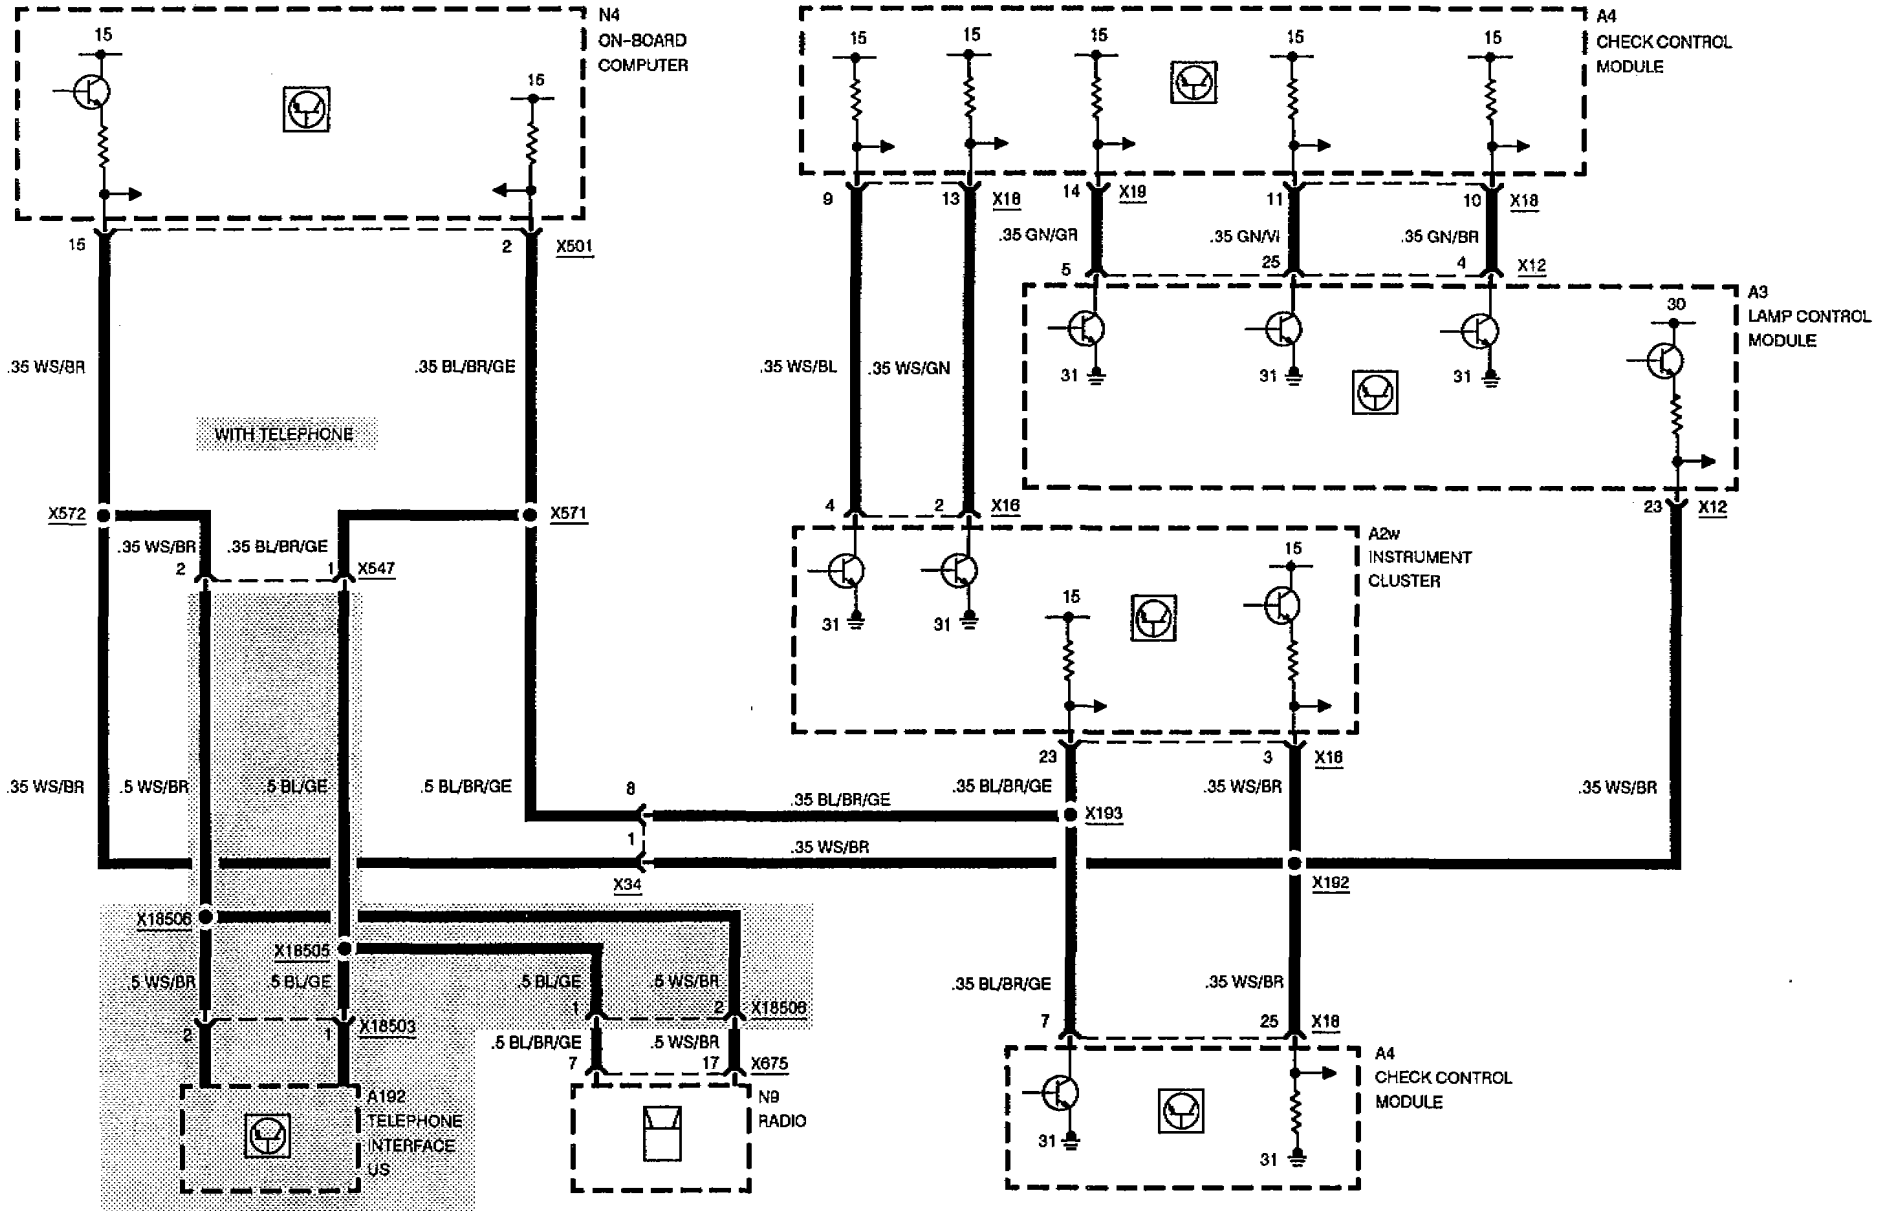 N4
ON-BOARD
COMPUTER
15
15
15
2
X501
.35 WS/BR
.35 BL/BR/GE
WITH TELEPHONE
X572
X571
.35 WS/BR
.35 BL/BR/GE
2
1
X547
.35 WS/BR
.5 WS/BR
.5 BL/GE
.5 BL/BR/GE
8
1
X34
.35 BL/BR/GE
.35 WS/BR
X18506
X18505
.5 WS/BR
.5 BL/GE
.5 BL/GE
.5 WS/BR
1
2
X18506
2
1
X18503
.5 BL/BR/GE
.5 WS/BR
7
17
X675
A192
TELEPHONE
INTERFACE
US
N9
RADIO
A4
CHECK CONTROL
MODULE
15
15
15
15
15
9
13
X18
14
X19
11
10
X18
.35 GN/GR
.35 GN/VI
.35 GN/BR
5
25
4
X12
A3
LAMP CONTROL
MODULE
30
31
31
31
.35 WS/BL
.35 WS/GN
23
X12
4
2
X16
A2w
INSTRUMENT
CLUSTER
15
15
31
31
23
3
X16
.35 BL/BR/GE
.35 WS/BR
.35 WS/BR
X193
X192
.35 BL/BR/GE
.35 WS/BR
7
25
X18
A4
CHECK CONTROL
MODULE
31
31